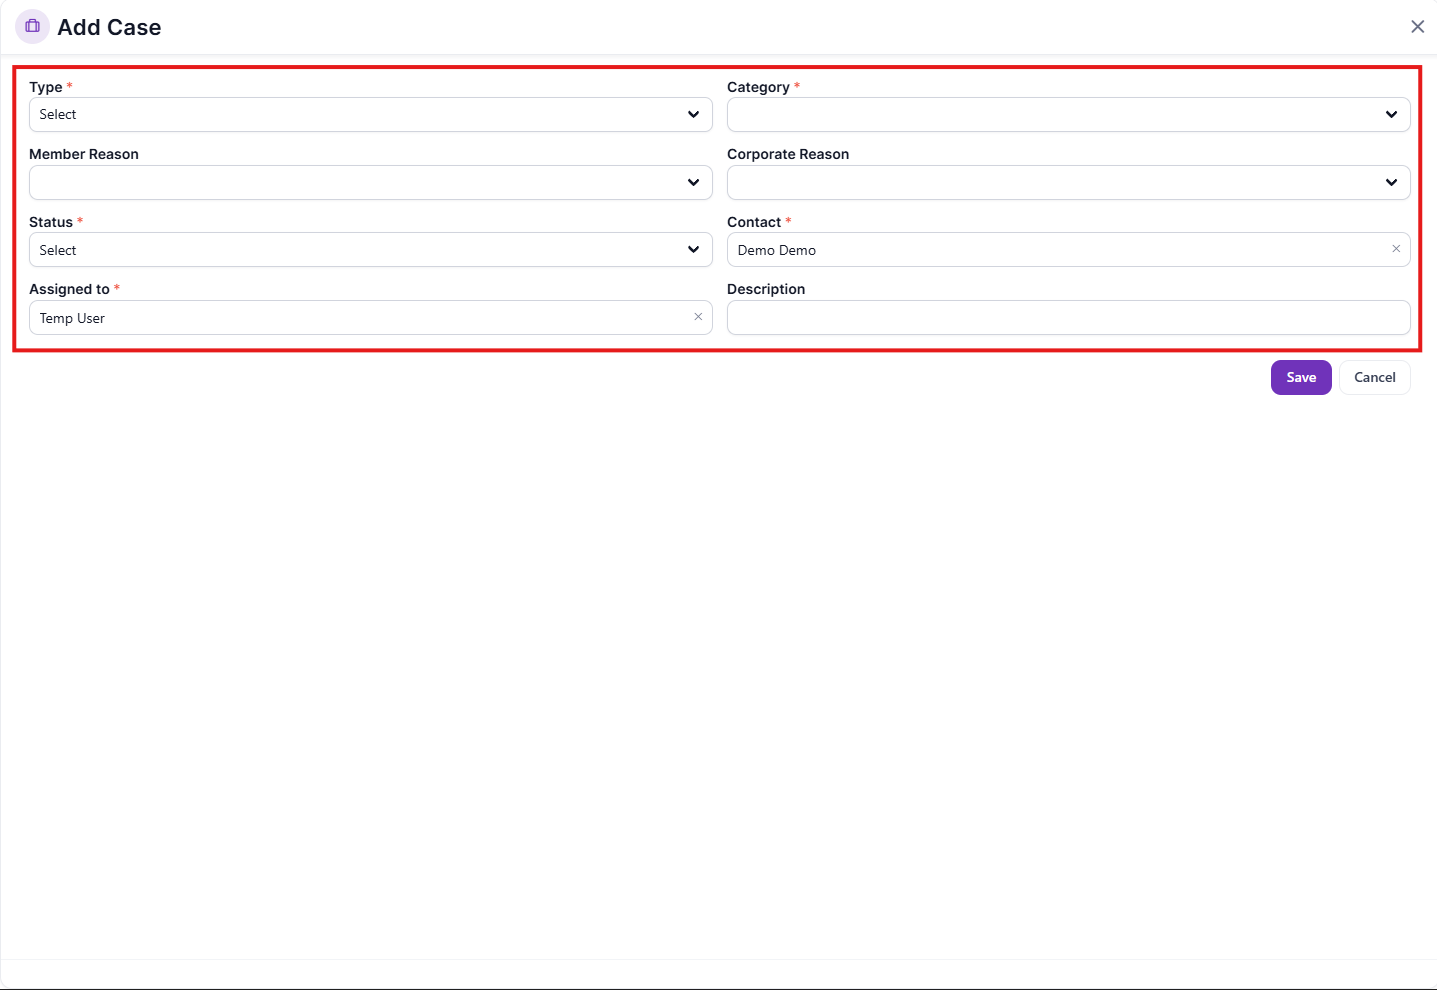 Add Case
Type *
Category *
Select
Member Reason
Corporate Reason
Status *
Contact *
Select
Demo Demo
Assigned to *
Description
Temp User
Save
Cancel